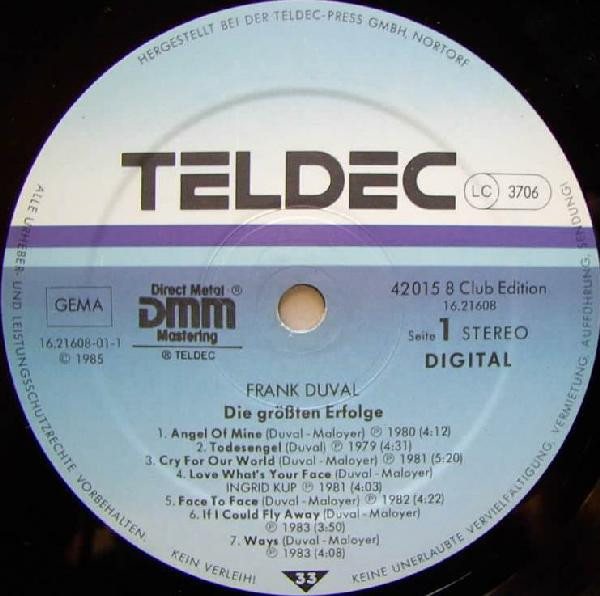 HERGESTELLT BEI DER TELDEC-PRESS GMBH, NORTORF
TELDEC
LC 3706
GEMA
Direct Metal ®
DMM
Mastering
® TELDEC
16.21608-01-1
© 1985
42015 8 Club Edition
16.21608
Seite 1 STEREO
DIGITAL
FRANK DUVAL
Die größten Erfolge
1. Angel Of Mine (Duval - Maloyer) ℗ 1980 (4:12)
2. Todesengel (Duval) ℗ 1979 (4:31)
3. Cry For Our World (Duval - Maloyer) ℗ 1981 (5:20)
4. Love What's Your Face (Duval - Maloyer)
INGRID KUP ℗ 1981 (4:03)
5. Face To Face (Duval - Maloyer) ℗ 1982 (4:22)
6. If I Could Fly Away (Duval - Maloyer)
℗ 1983 (3:50)
7. Ways (Duval - Maloyer)
℗ 1983 (4:08)
33
ALLE URHEBER- UND LEISTUNGSSCHUTZRECHTE VORBEHALTEN.
KEIN VERLEIH!
KEINE UNERLAUBTE VERVIELFÄLTIGUNG, VERMIETUNG, AUFFÜHRUNG, SENDUNG!